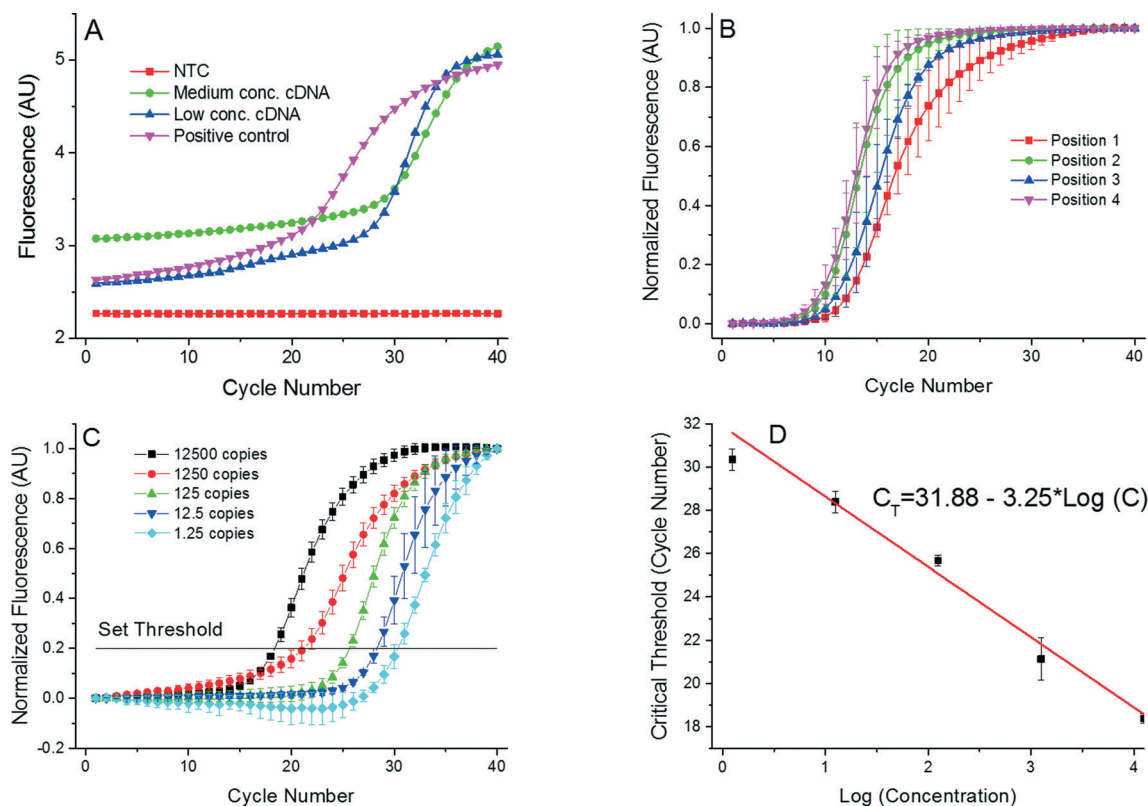 A
NTC
Medium conc. cDNA
Low conc. cDNA
Positive control
Fluorescence (AU)
5
4
3
2
0
10
20
30
40
Cycle Number
B
Position 1
Position 2
Position 3
Position 4
Normalized Fluorescence (AU)
1.0
0.8
0.6
0.4
0.2
0.0
0
10
20
30
40
Cycle Number
C
12500 copies
1250 copies
125 copies
12.5 copies
1.25 copies
Set Threshold
Normalized Fluorescence (AU)
1.0
0.8
0.6
0.4
0.2
0.0
-0.2
0
10
20
30
40
Cycle Number
D
C_T=31.88 - 3.25*Log (C)
Critical Threshold (Cycle Number)
30
28
26
24
22
20
18
0
1
2
3
4
Log (Concentration)